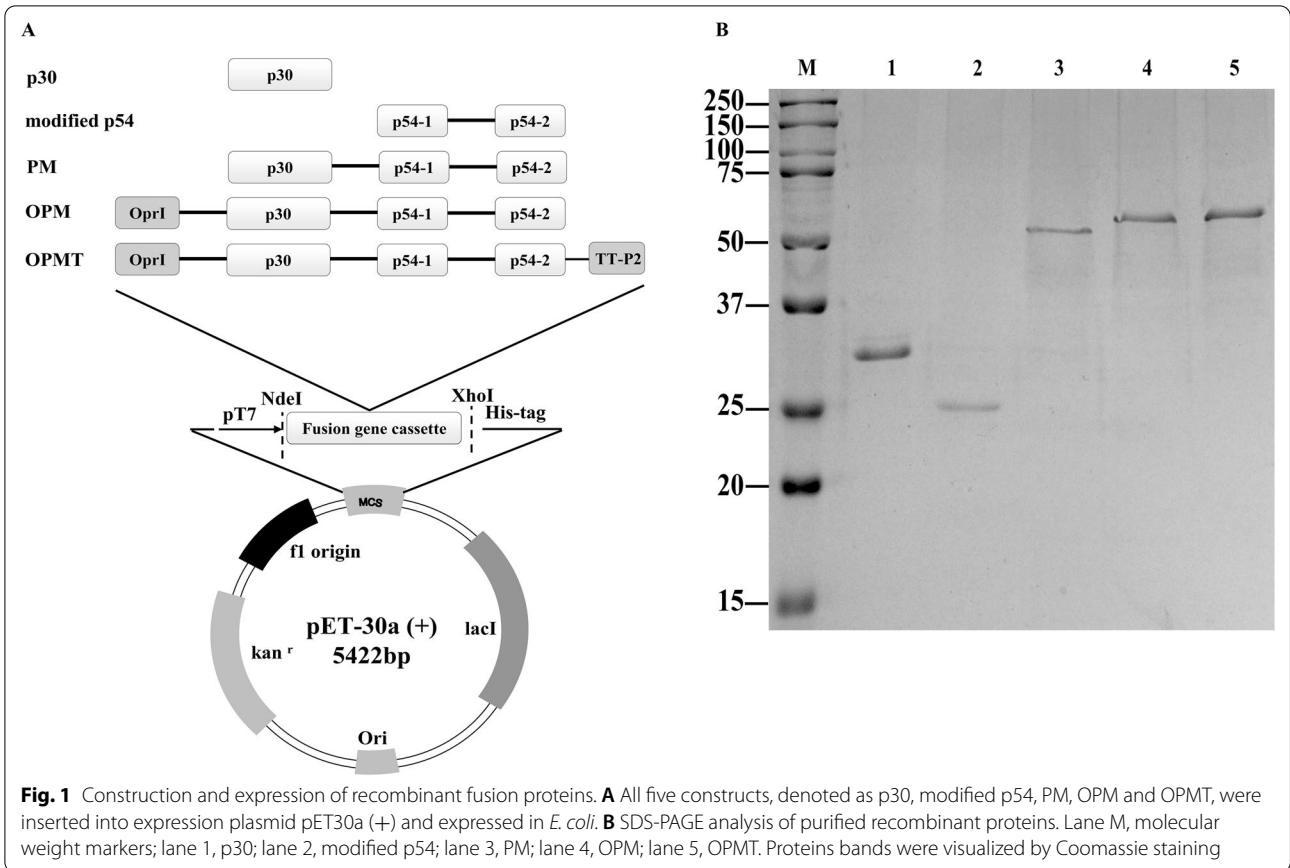 A
p30
p30
modified p54
p54-1
p54-2
PM
p30
p54-1
p54-2
OPM
OprI
p30
p54-1
p54-2
OPMT
OprI
p30
p54-1
p54-2
TT-P2
NdeI
XhoI
pT7
Fusion gene cassette
His-tag
MCS
f1 origin
pET-30a (+)
5422bp
lacI
kan r
Ori
B
M 1 2 3 4 5
250
150
100
75
50
37
25
20
15
Fig. 1 Construction and expression of recombinant fusion proteins. A All five constructs, denoted as p30, modified p54, PM, OPM and OPMT, were
inserted into expression plasmid pET30a (+) and expressed in E. coli. B SDS-PAGE analysis of purified recombinant proteins. Lane M, molecular
weight markers; lane 1, p30; lane 2, modified p54; lane 3, PM; lane 4, OPM; lane 5, OPMT. Proteins bands were visualized by Coomassie staining